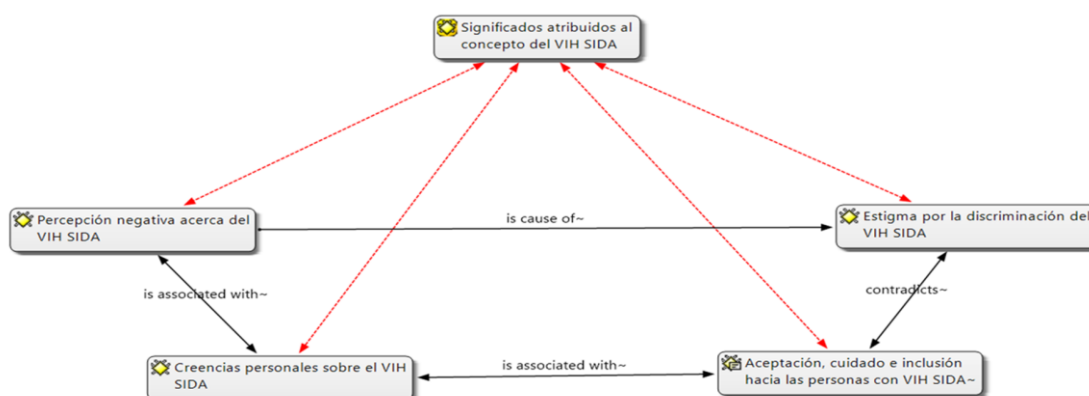 Significados atribuidos al
concepto del VIH SIDA
Percepción negativa acerca del
VIH SIDA
is cause of~
Estigma por la discriminación del
VIH SIDA
is associated with~
contradicts~
Creencias personales sobre el VIH
SIDA
is associated with~
Aceptación, cuidado e inclusión
hacia las personas con VIH SIDA~